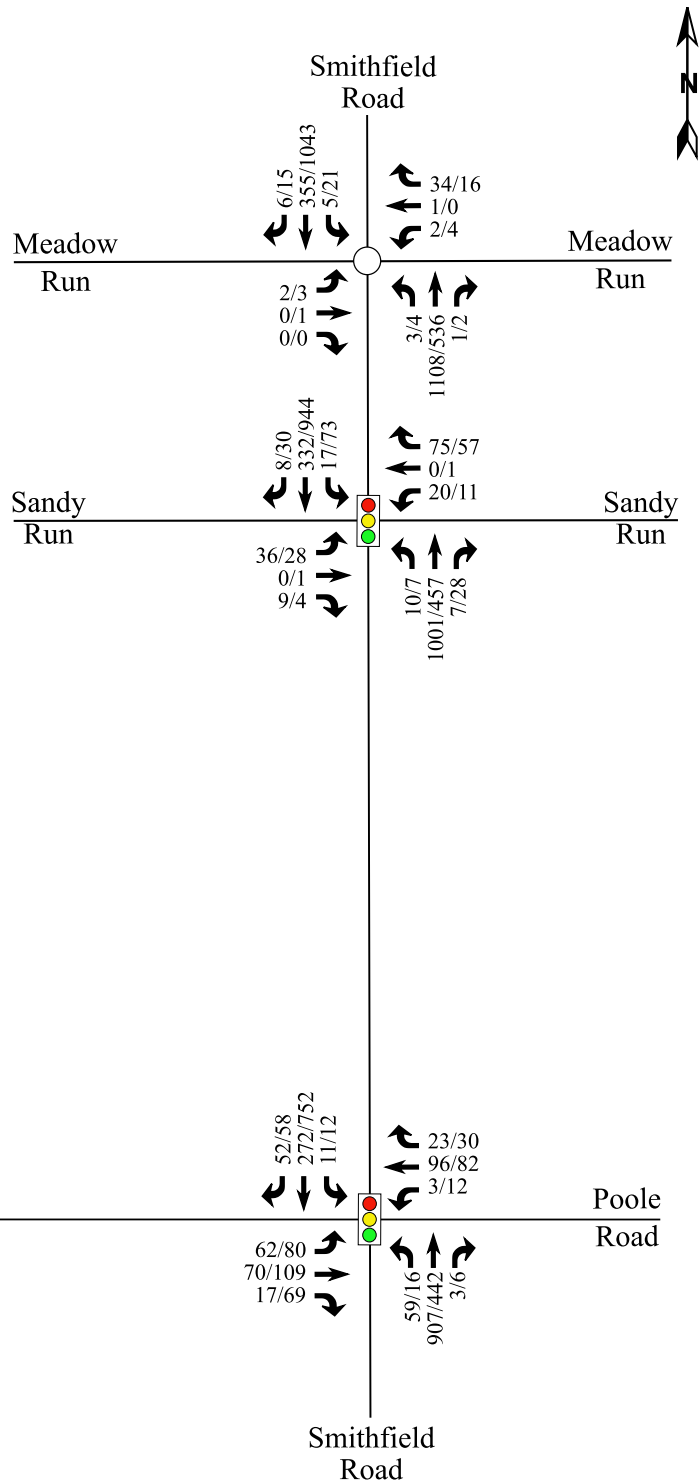 N
Smithfield
Road
6/15
355/1043
5/21
34/16
1/0
2/4
Meadow
Run
Meadow
Run
2/3
0/1
0/0
3/4
1108/536
1/2
8/30
332/944
17/73
75/57
0/1
20/11
Sandy
Run
Sandy
Run
36/28
0/1
9/4
10/7
1001/457
7/28
52/58
272/752
11/12
23/30
96/82
3/12
Poole
Road
62/80
70/109
17/69
59/16
907/442
3/6
Smithfield
Road